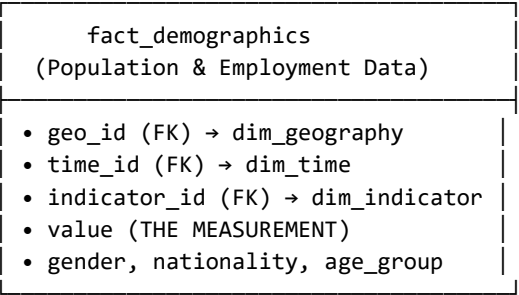 fact_demographics
(Population & Employment Data)
• geo_id (FK) → dim_geography
• time_id (FK) → dim_time
• indicator_id (FK) → dim_indicator
• value (THE MEASUREMENT)
• gender, nationality, age_group